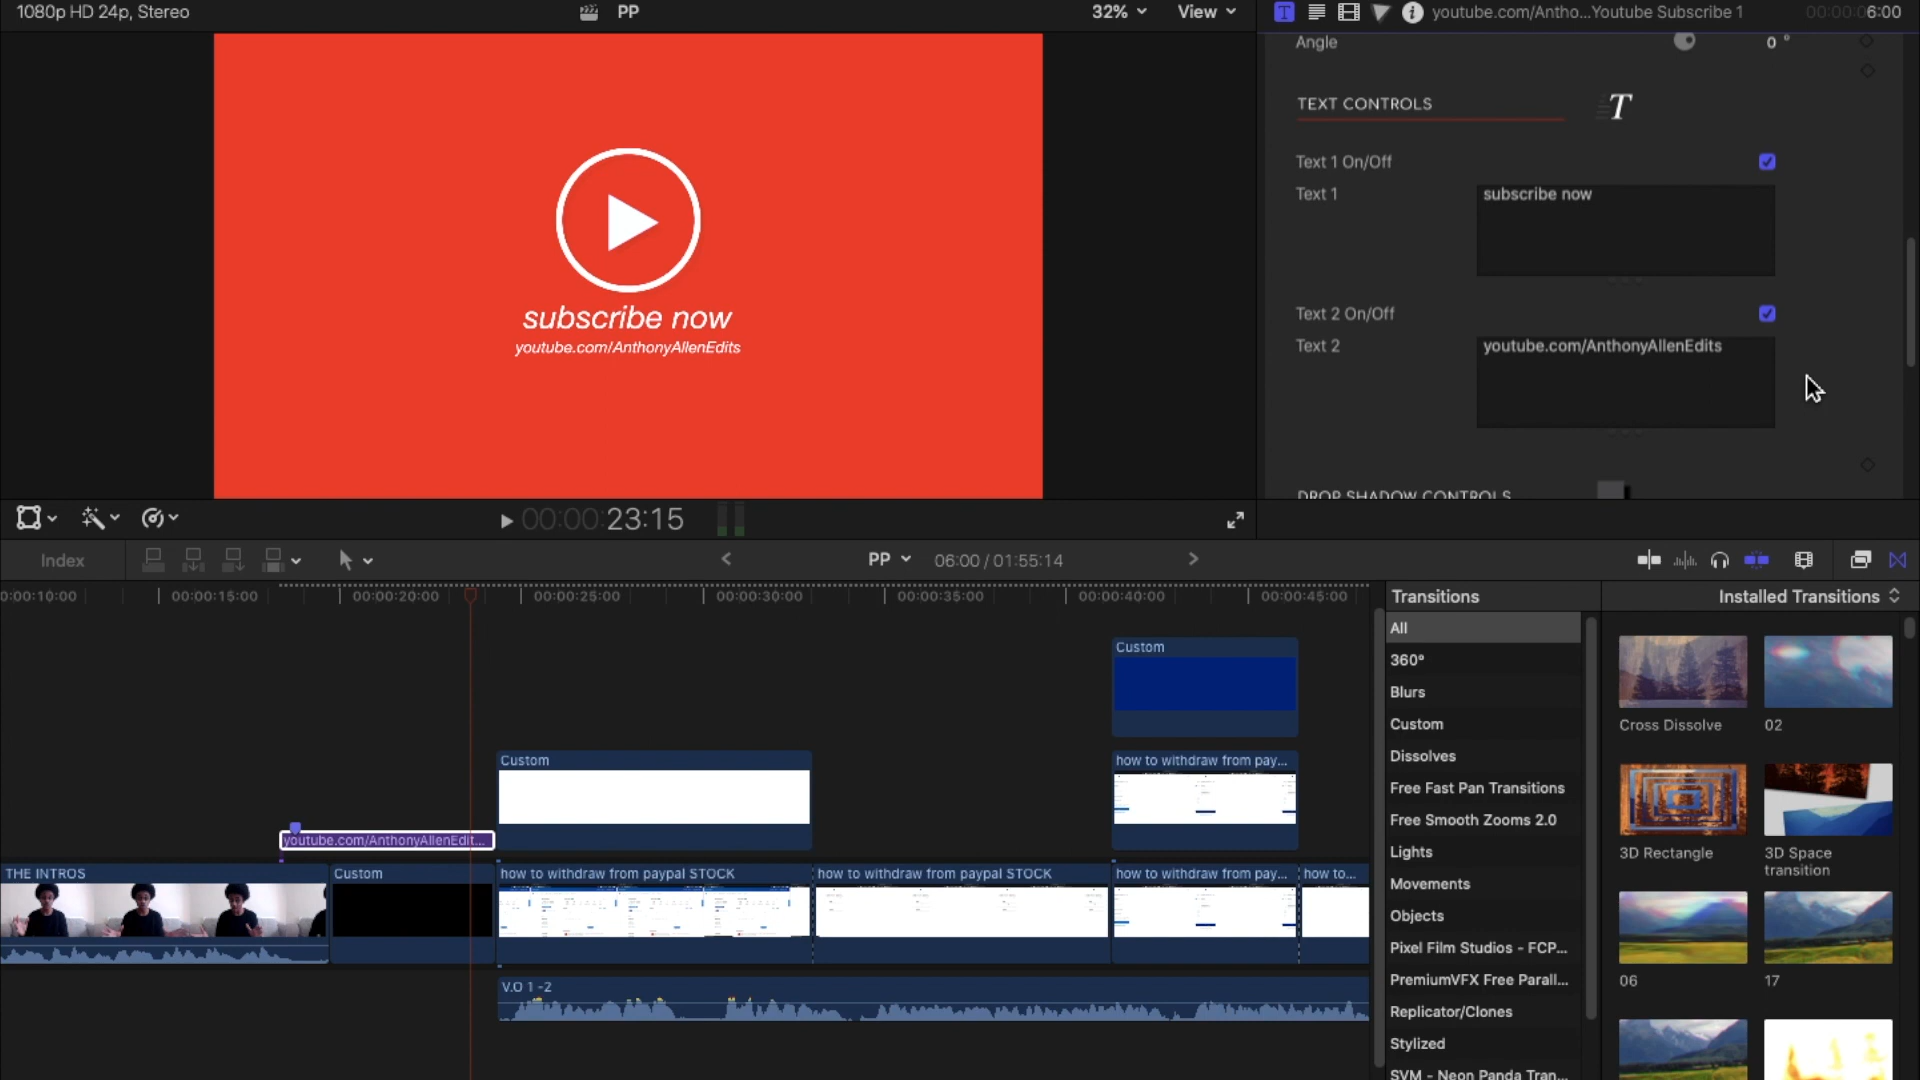 1080p HD 24p, Stereo
PP
32%
View
youtube.com/Antho...Youtube Subscribe 1
00:00:06:00
Angle
0 °
TEXT CONTROLS
T
Text 1 On/Off
Text 1
subscribe now
Text 2 On/Off
Text 2
youtube.com/AnthonyAllenEdits
DROP SHADOW CONTROLS
subscribe now
youtube.com/AnthonyAllenEdits
00:00:23:15
Index
PP
06:00 / 01:55:14
0:00:10:00
00:00:15:00
00:00:20:00
00:00:25:00
00:00:30:00
00:00:35:00
00:00:40:00
00:00:45:00
Custom
Custom
how to withdraw from pay...
youtube.com/AnthonyAllenEdit...
THE INTROS
Custom
how to withdraw from paypal STOCK
how to withdraw from paypal STOCK
how to withdraw from pay...
how to...
V.O 1 -2
Transitions
Installed Transitions
All
360°
Blurs
Custom
Dissolves
Free Fast Pan Transitions
Free Smooth Zooms 2.0
Lights
Movements
Objects
Pixel Film Studios - FCP...
PremiumVFX Free Parall...
Replicator/Clones
Stylized
SVM - Neon Panda Tran...
Cross Dissolve
02
3D Rectangle
3D Space
transition
06
17